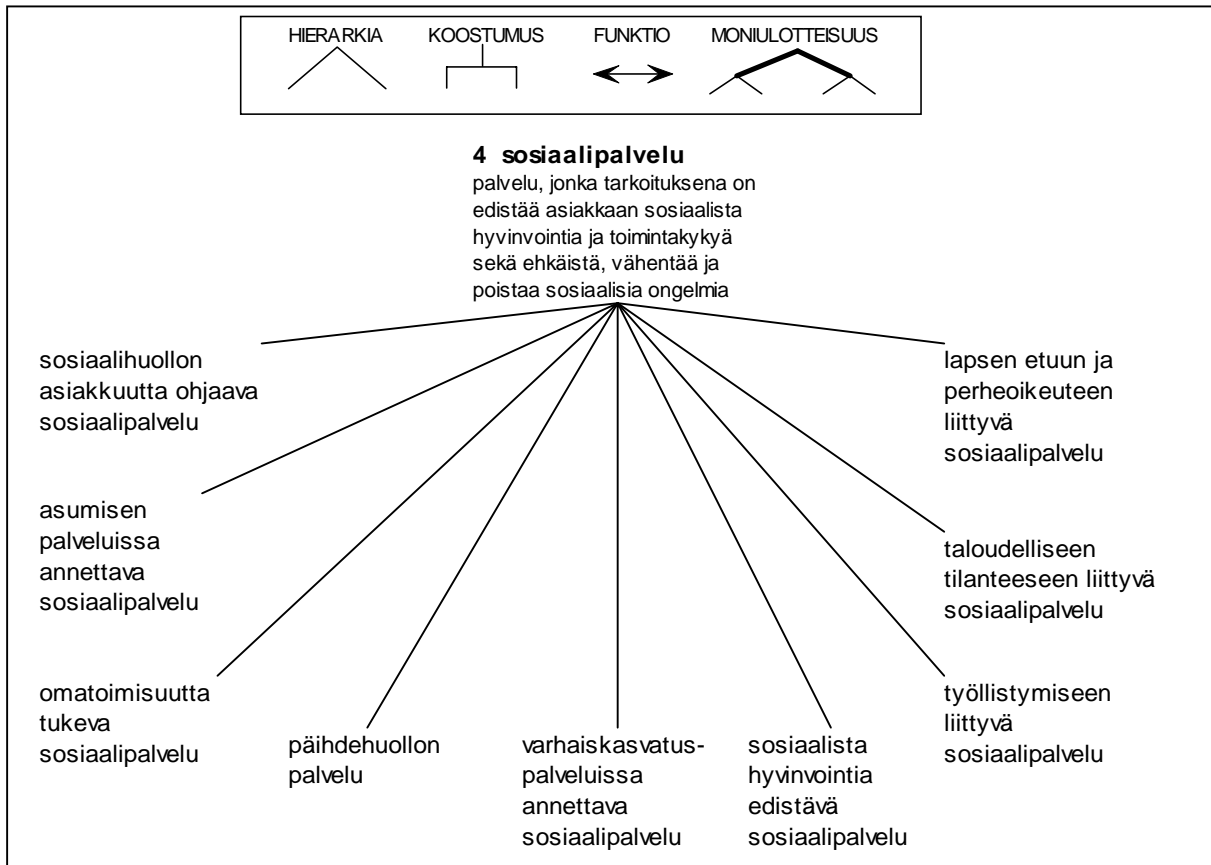 HIERARKIA KOOSTUMUS FUNKTIO MONIULOTTEISUUS
4 sosiaalipalvelu
palvelu, jonka tarkoituksena on
edistää asiakkaan sosiaalista
hyvinvointia ja toimintakykyä
sekä ehkäistä, vähentää ja
poistaa sosiaalisia ongelmia
sosiaalihuollon
asiakkuutta ohjaava
sosiaalipalvelu
asumisen
palveluissa
annettava
sosiaalipalvelu
omatoimisuutta
tukeva
sosiaalipalvelu
päihdehuollon
palvelu
varhaiskasvatus-
palveluissa
annettava
sosiaalipalvelu
sosiaalista
hyvinvointia
edistävä
sosiaalipalvelu
työllistymiseen
liittyvä
sosiaalipalvelu
taloudelliseen
tilanteeseen liittyvä
sosiaalipalvelu
lapsen etuun ja
perheoikeuteen
liittyvä
sosiaalipalvelu